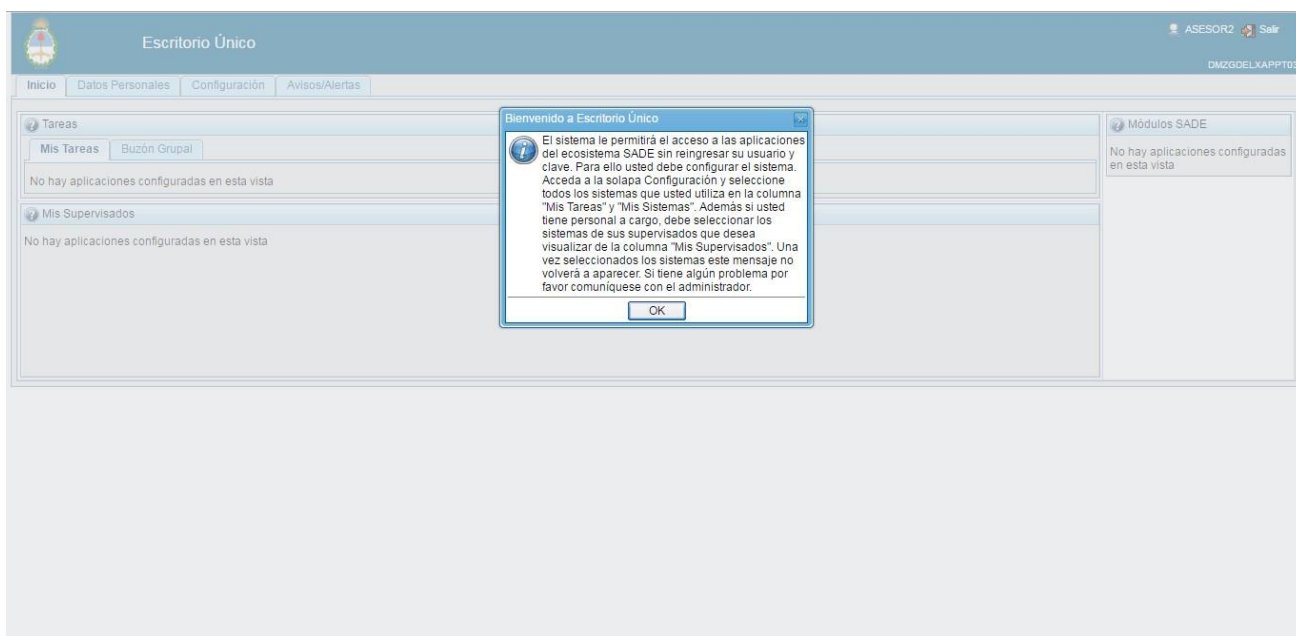 Escritorio Único
ASESOR2 Salir
DMZGDELXAPPT03
Inicio Datos Personales Configuración Avisos/Alertas
Tareas
Mis Tareas Buzón Grupal
No hay aplicaciones configuradas en esta vista
Mis Supervisados
No hay aplicaciones configuradas en esta vista
Bienvenido a Escritorio Único
El sistema le permitirá el acceso a las aplicaciones
del ecosistema SADE sin reingresar su usuario y
clave. Para ello usted debe configurar el sistema.
Acceda a la solapa Configuración y seleccione
todos los sistemas que usted utiliza en la columna
"Mis Tareas" y "Mis Sistemas". Además si usted
tiene personal a cargo, debe seleccionar los
sistemas de sus supervisados que desea
visualizar de la columna "Mis Supervisados". Una
vez seleccionados los sistemas este mensaje no
volverá a aparecer. Si tiene algún problema por
favor comuníquese con el administrador.
OK
Módulos SADE
No hay aplicaciones configuradas
en esta vista